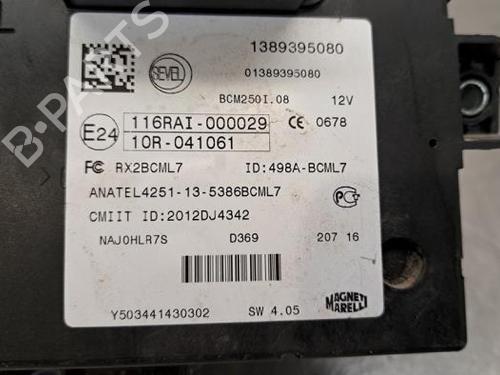 SEVEL
1389395080
01389395080
BCM250I.08 12V
E24
116RAI-000029
10R-041061
CE 0678
FC RX2BCML7 ID:498A-BCML7
ANATEL4251-13-5386BCML7
CMIIT ID:2012DJ4342
NAJ0HLR7S D369 207 16
Y503441430302 SW 4.05
MAGNETI
MARELLI
B-PARTS